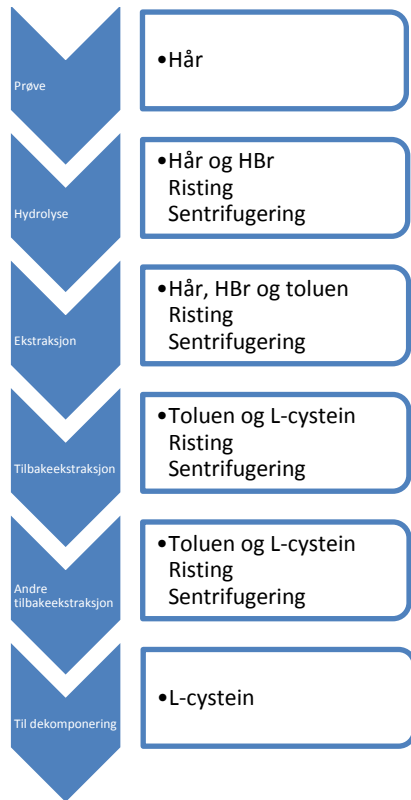 Prøve
•Hår
Hydrolyse
•Hår og HBr
Risting
Sentrifugering
Ekstraksjon
•Hår, HBr og toluen
Risting
Sentrifugering
Tilbakeekstraksjon
•Toluen og L-cystein
Risting
Sentrifugering
Andre
tilbakeekstraksjon
•Toluen og L-cystein
Risting
Sentrifugering
Til dekomponering
•L-cystein